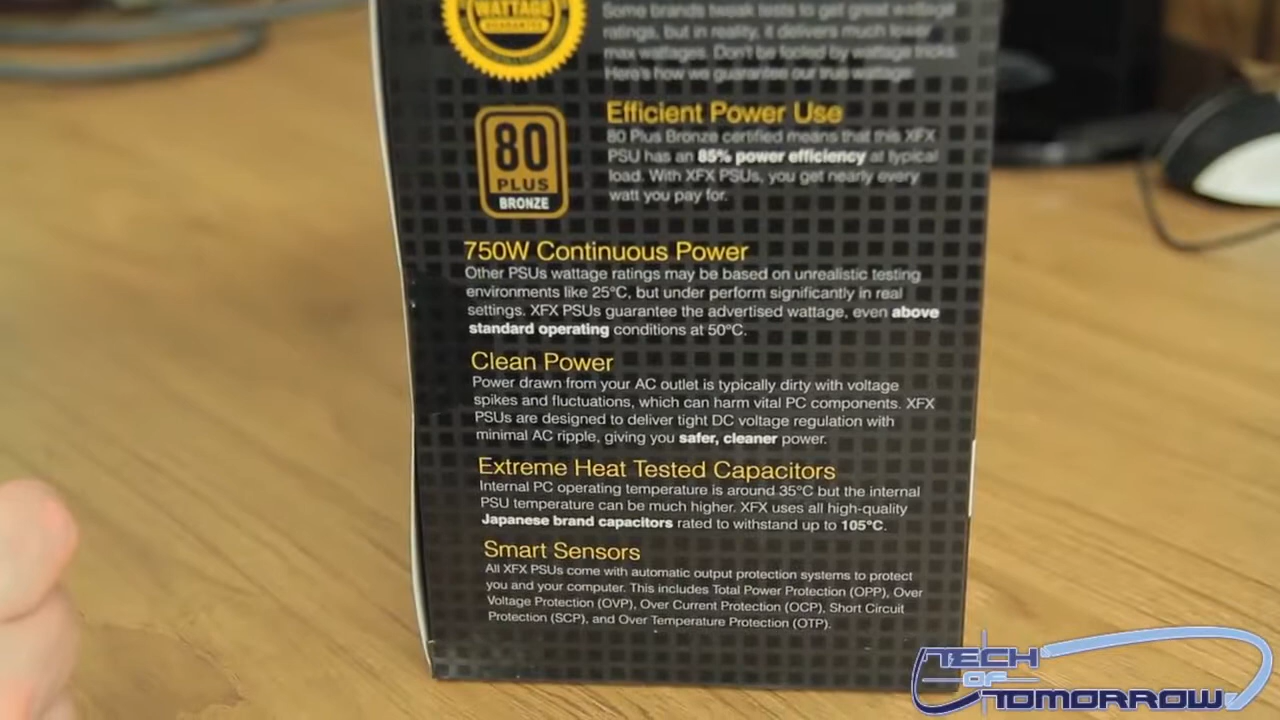 WATTAGE
GUARANTEE
Some brands tweak tests to get great wattage
ratings, but in reality, it delivers much lower
max wattages. Don't be fooled by wattage tricks.
Here's how we guarantee our true wattage:
Efficient Power Use
80 Plus Bronze certified means that this XFX
PSU has an 85% power efficiency at typical
load. With XFX PSUs, you get nearly every
watt you pay for.
80
PLUS
BRONZE
750W Continuous Power
Other PSUs wattage ratings may be based on unrealistic testing
environments like 25°C, but under perform significantly in real
settings. XFX PSUs guarantee the advertised wattage, even above
standard operating conditions at 50°C.
Clean Power
Power drawn from your AC outlet is typically dirty with voltage
spikes and fluctuations, which can harm vital PC components. XFX
PSUs are designed to deliver tight DC voltage regulation with
minimal AC ripple, giving you safer, cleaner power.
Extreme Heat Tested Capacitors
Internal PC operating temperature is around 35°C but the internal
PSU temperature can be much higher. XFX uses all high-quality
Japanese brand capacitors rated to withstand up to 105°C.
Smart Sensors
All XFX PSUs come with automatic output protection systems to protect
you and your computer. This includes Total Power Protection (OPP), Over
Voltage Protection (OVP), Over Current Protection (OCP), Short Circuit
Protection (SCP), and Over Temperature Protection (OTP).
TECH
OF
TOMORROW